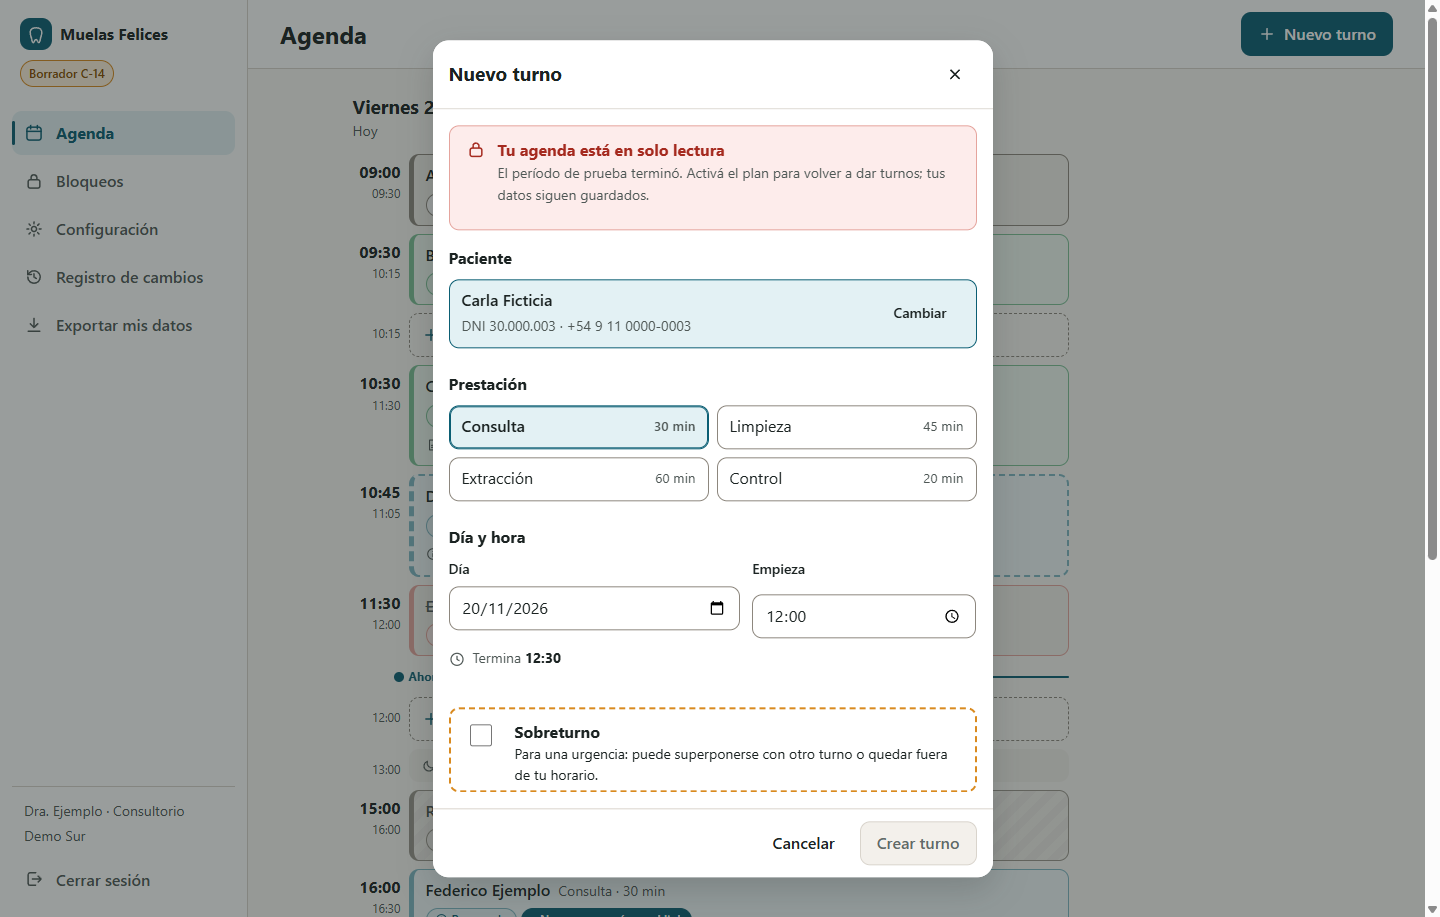 Muelas Felices
Borrador C-14
Agenda
Bloqueos
Configuración
Registro de cambios
Exportar mis datos
Dra. Ejemplo · Consultorio
Demo Sur
Cerrar sesión
Agenda
+ Nuevo turno
Viernes 2
Hoy
09:00
09:30
09:30
10:15
10:15
10:30
11:30
10:45
11:05
11:30
12:00
Ahor
12:00
13:00
15:00
16:00
16:00
16:30
Federico Ejemplo Consulta · 30 min
Nuevo turno
Tu agenda está en solo lectura
El período de prueba terminó. Activá el plan para volver a dar turnos; tus
datos siguen guardados.
Paciente
Carla Ficticia
DNI 30.000.003 · +54 9 11 0000-0003
Cambiar
Prestación
Consulta 30 min
Limpieza 45 min
Extracción 60 min
Control 20 min
Día y hora
Día
Empieza
20/11/2026
12:00
Termina 12:30
Sobreturno
Para una urgencia: puede superponerse con otro turno o quedar fuera
de tu horario.
Cancelar
Crear turno